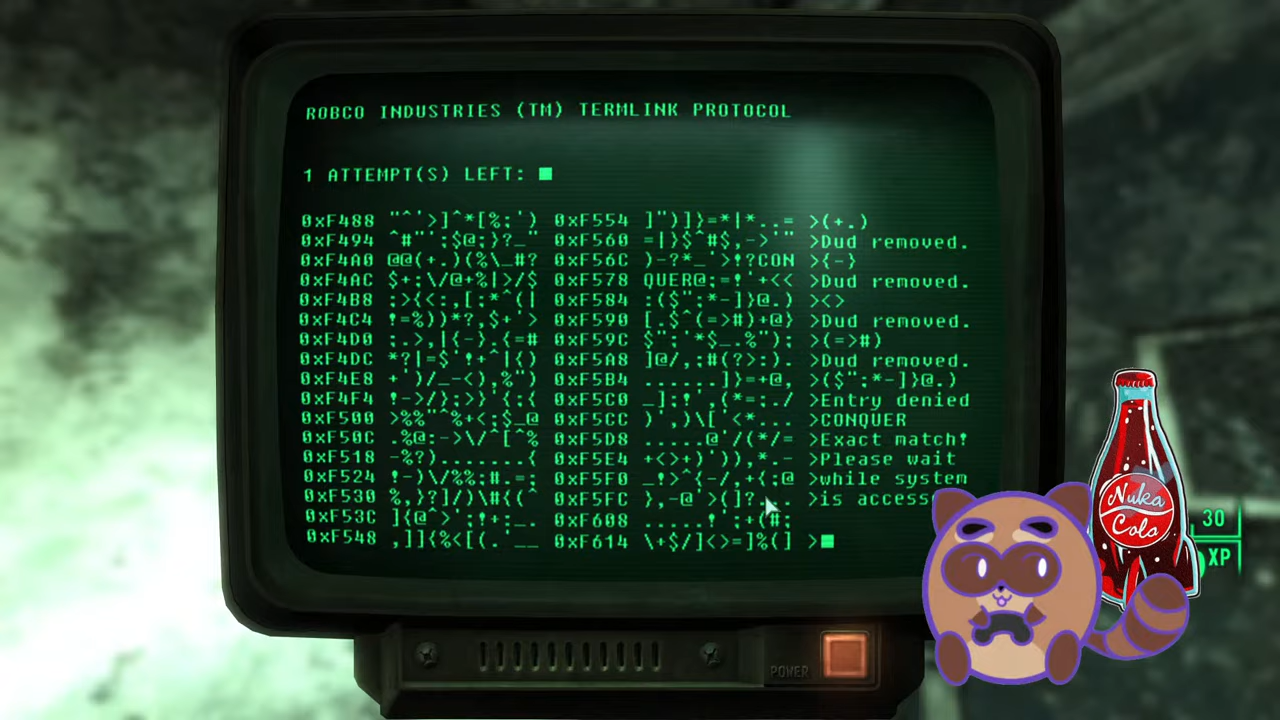 ROBCO INDUSTRIES (TM) TERMLINK PROTOCOL
1 ATTEMPT(S) LEFT:
0xF488 "^'>]^*[%;') 0xF554 ]")]}=*|*..= >(+.)
0xF494 ^#"':$@;}?_" 0xF560 =|}$^#$,->'" >Dud removed.
0xF4A0 @@(+.)(%\_#? 0xF56C )-?*_'>!?CON >{-}
0xF4AC $+:\/@+%|>/$ 0xF578 QUER@;=!'+<< >Dud removed.
0xF4B8 ;>{<:,[;*^(| 0xF584 :($";*-]}@.) ><>
0xF4C4 !=%))*?,$+'> 0xF590 [.$^(=>#)+@} >Dud removed.
0xF4D0 ;.>,|{-}.{=# 0xF59C $";'*$_.%"); >(=>#)
0xF4DC *?|=$'!+^|{) 0xF5A8 ]@/,:#(?>:). >Dud removed.
0xF4E8 +')/_-<),%") 0xF5B4 ......]}=+@, >($";*-]}@.)
0xF4F4 !->/};>}'{;{ 0xF5C0 _];!',(*=;./ >Entry denied
0xF500 >%%"^%+<:$_@ 0xF5CC )',)\['<*... >CONQUER
0xF50C .%@:->\/^[^% 0xF5D8 .....@'/(*/= >Exact match!
0xF518 -%?).......{ 0xF5E4 +<>+)')),*.- >Please wait
0xF524 !-)\/%%;#.=; 0xF5F0 _!>^{-/,+{;@ >while system
0xF530 %,}?]/)\#{(^ 0xF5FC },-@'>(]?... >is access
0xF53C ]{@^>';!+;_. 0xF608 .....!';+(#;
0xF548 ,]]{%<[(.'__ 0xF614 \+$/]<>=]%(] >
POWER
Nuka
Cola
30
XP